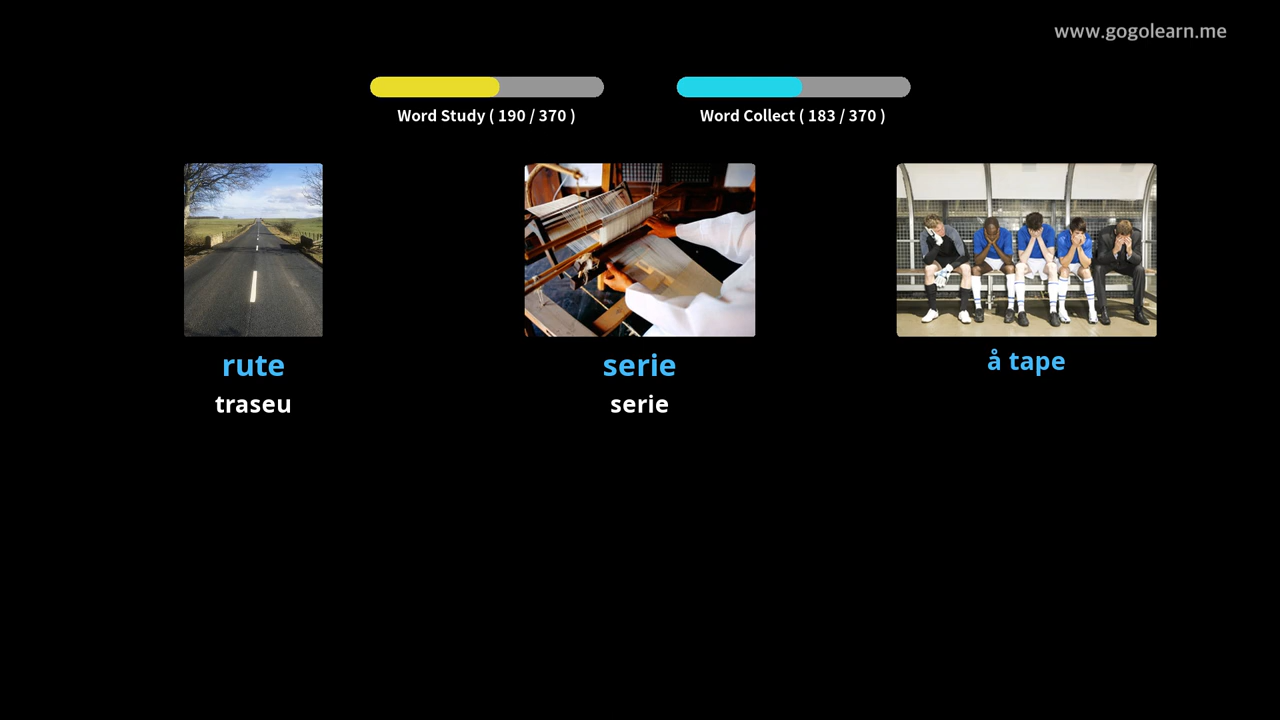 www.gogolearn.me
Word Study ( 190 / 370 )
Word Collect ( 183 / 370 )
rute
traseu
serie
serie
å tape